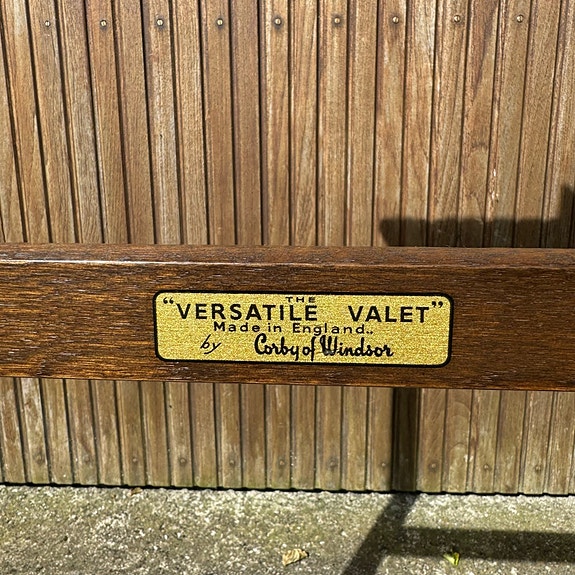 THE
"VERSATILE VALET"
Made in England..
by Corby of Windsor